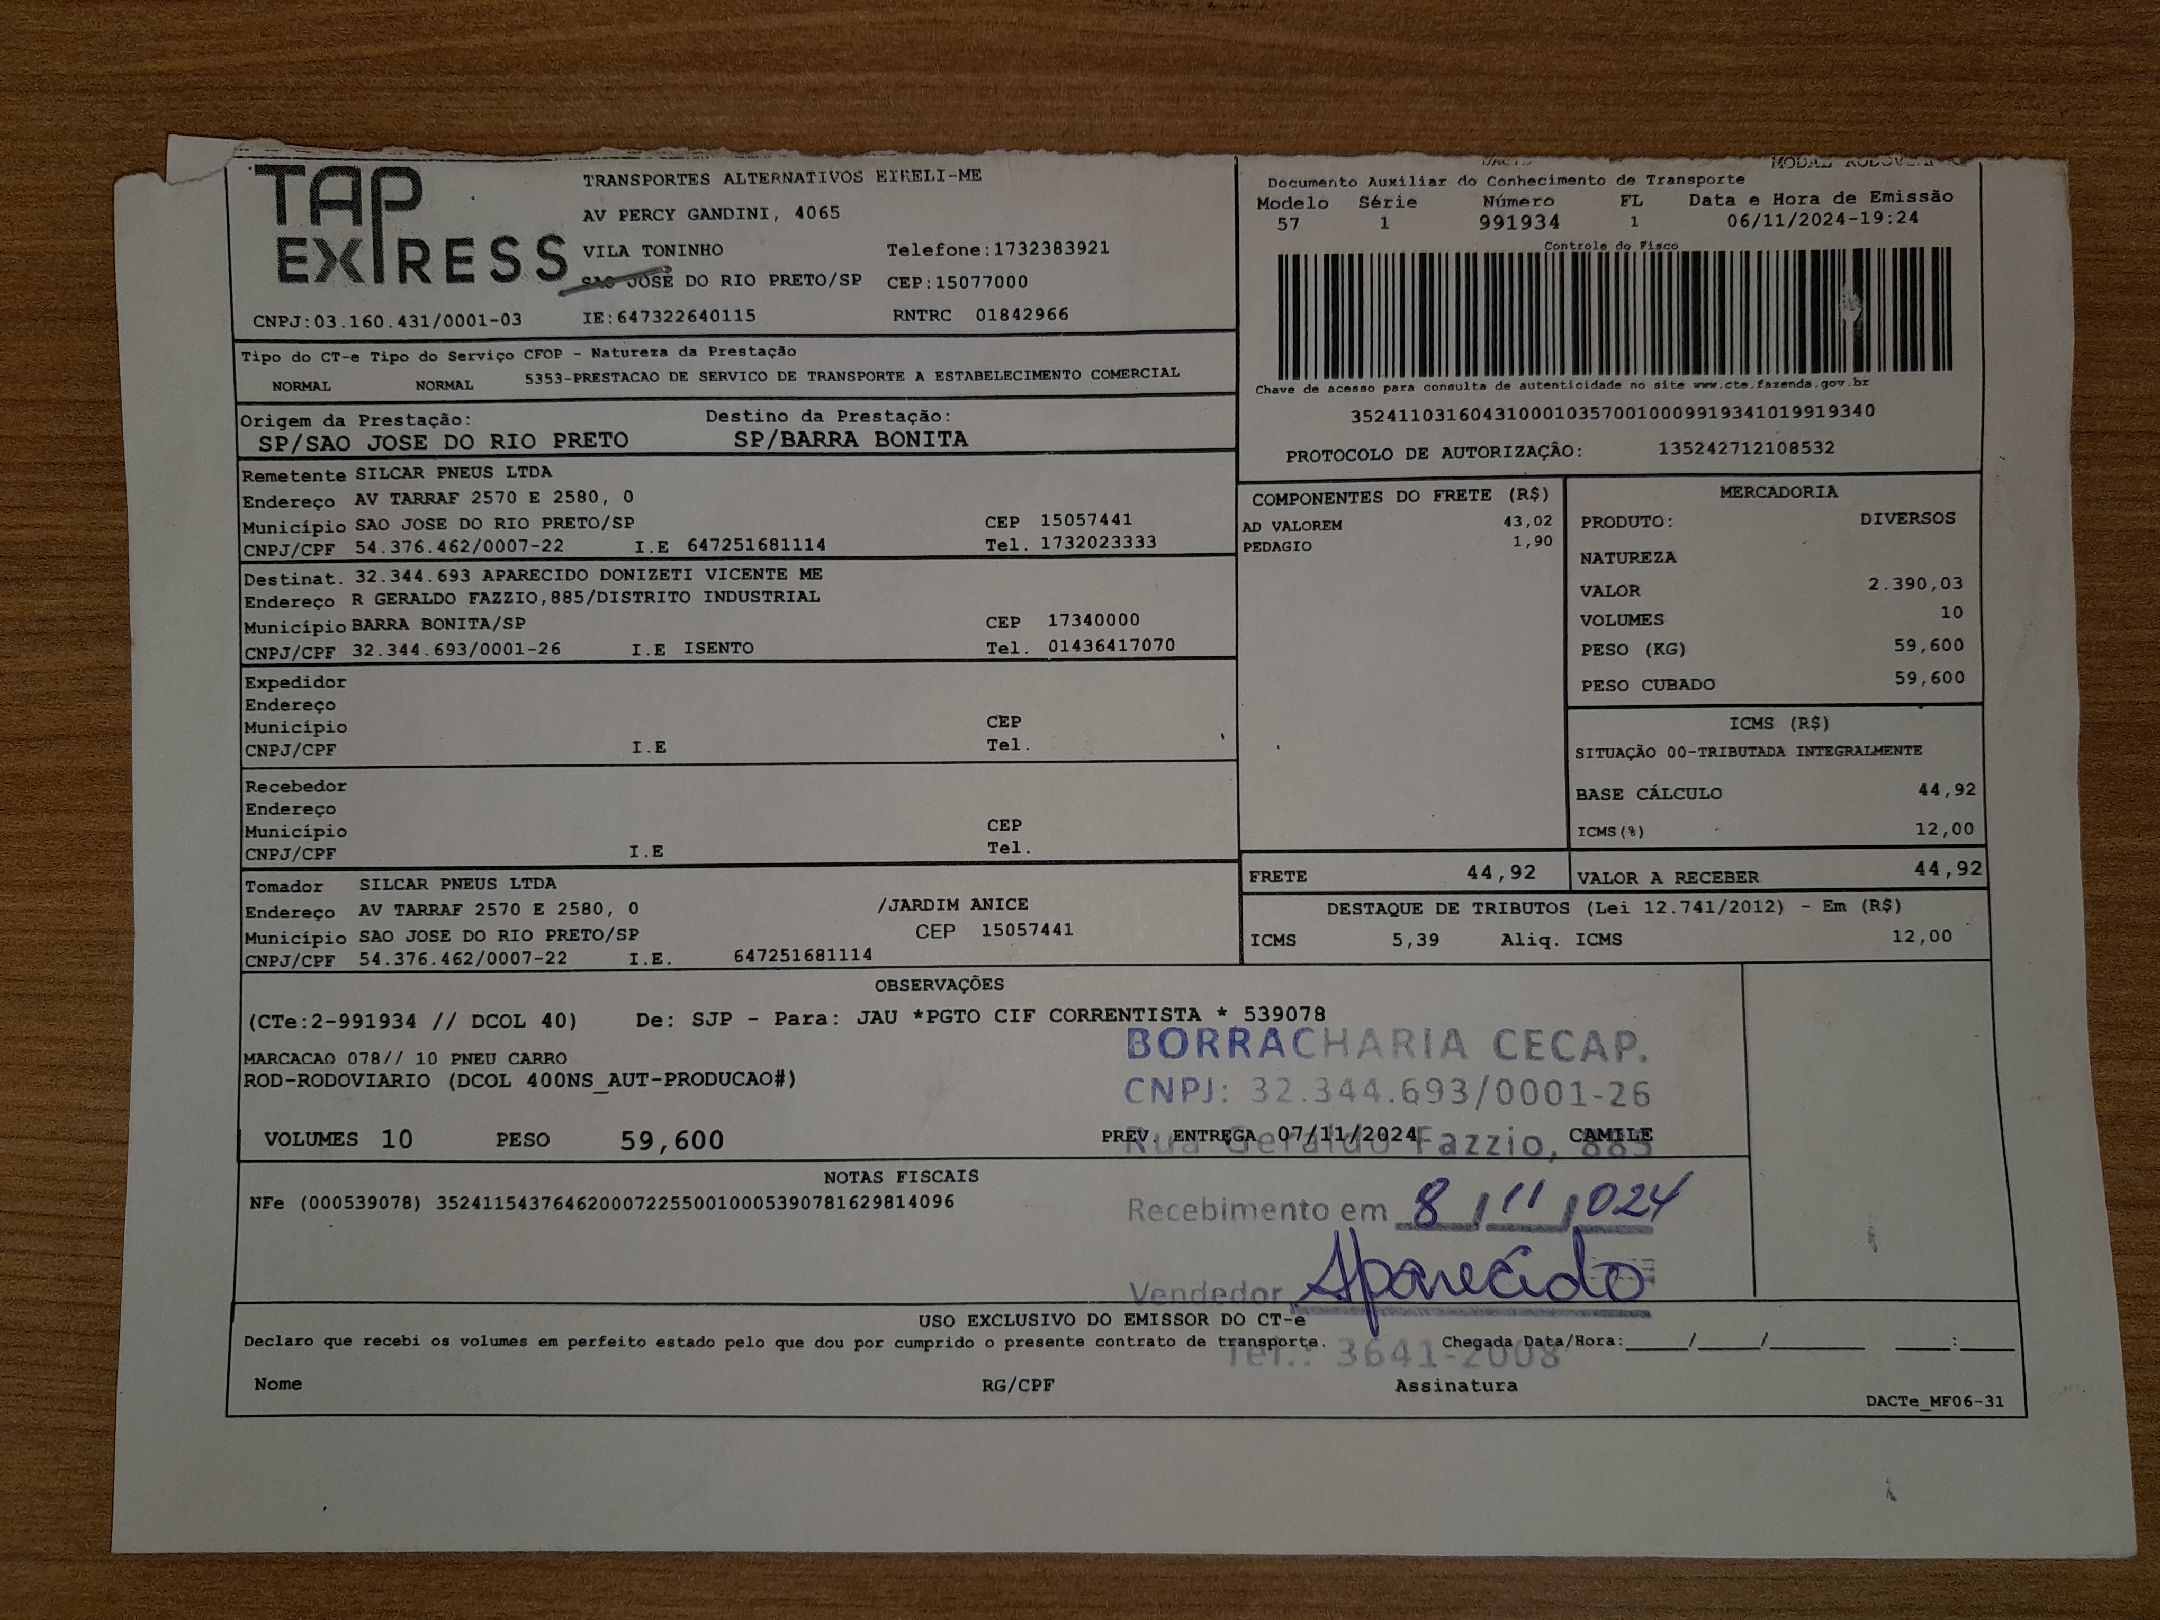 TAP EXPRESS
TRANSPORTES ALTERNATIVOS EIRELI-ME
AV PERCY GANDINI, 4065
VILA TONINHO Telefone:1732383921
SAO JOSE DO RIO PRETO/SP CEP:15077000
CNPJ:03.160.431/0001-03 IE:647322640115 RNTRC 01842966
Documento Auxiliar do Conhecimento de Transporte
Modelo Série Número FL Data e Hora de Emissão
57 1 991934 1 06/11/2024-19:24
Controle do Fisco
Chave de acesso para consulta de autenticidade no site www.cte.fazenda.gov.br
35241103160431000103570010009919341019919340
PROTOCOLO DE AUTORIZAÇÃO: 135242712108532
Tipo do CT-e Tipo do Serviço CFOP - Natureza da Prestação
NORMAL NORMAL 5353-PRESTACAO DE SERVICO DE TRANSPORTE A ESTABELECIMENTO COMERCIAL
Origem da Prestação: Destino da Prestação:
SP/SAO JOSE DO RIO PRETO SP/BARRA BONITA
Remetente SILCAR PNEUS LTDA
Endereço AV TARRAF 2570 E 2580, 0
Município SAO JOSE DO RIO PRETO/SP CEP 15057441
CNPJ/CPF 54.376.462/0007-22 I.E 647251681114 Tel. 1732023333
Destinat. 32.344.693 APARECIDO DONIZETI VICENTE ME
Endereço R GERALDO FAZZIO,885/DISTRITO INDUSTRIAL
Município BARRA BONITA/SP CEP 17340000
CNPJ/CPF 32.344.693/0001-26 I.E ISENTO Tel. 01436417070
Expedidor
Endereço
Município CEP
CNPJ/CPF I.E Tel.
Recebedor
Endereço
Município CEP
CNPJ/CPF I.E Tel.
Tomador SILCAR PNEUS LTDA
Endereço AV TARRAF 2570 E 2580, 0 /JARDIM ANICE
Município SAO JOSE DO RIO PRETO/SP CEP 15057441
CNPJ/CPF 54.376.462/0007-22 I.E. 647251681114
COMPONENTES DO FRETE (R$)
AD VALOREM 43,02
PEDAGIO 1,90
MERCADORIA
PRODUTO: DIVERSOS
NATUREZA
VALOR 2.390,03
VOLUMES 10
PESO (KG) 59,600
PESO CUBADO 59,600
ICMS (R$)
SITUAÇÃO 00-TRIBUTADA INTEGRALMENTE
BASE CÁLCULO 44,92
ICMS(%) 12,00
FRETE 44,92 VALOR A RECEBER 44,92
DESTAQUE DE TRIBUTOS (Lei 12.741/2012) - Em (R$)
ICMS 5,39 Aliq. ICMS 12,00
OBSERVAÇÕES
(CTe:2-991934 // DCOL 40) De: SJP - Para: JAU *PGTO CIF CORRENTISTA * 539078
MARCACAO 078// 10 PNEU CARRO
ROD-RODOVIARIO (DCOL 400NS_AUT-PRODUCAO#)
VOLUMES 10 PESO 59,600 PREV. ENTREGA 07/11/2024 CAMILE
BORRACHARIA CECAP.
CNPJ: 32.344.693/0001-26
Rua Geraldo Fazzio, 885
Recebimento em 8/11/024
Vendedor Aparecido
Tel.: 3641-2008
NOTAS FISCAIS
NFe (000539078) 35241154376462000722550010005390781629814096
USO EXCLUSIVO DO EMISSOR DO CT-e
Declaro que recebi os volumes em perfeito estado pelo que dou por cumprido o presente contrato de transporte. Chegada Data/Hora:____/____/______ ____:____
Nome RG/CPF Assinatura
DACTe_MF06-31